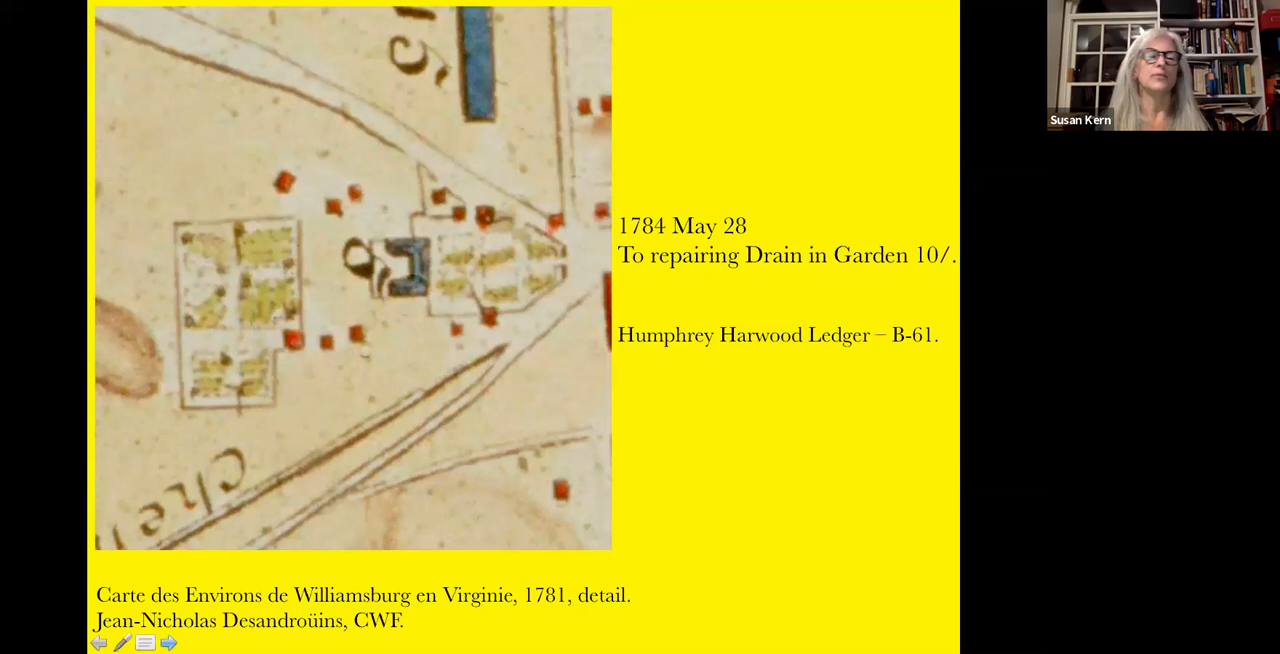 1784 May 28
To repairing Drain in Garden 10/.
Humphrey Harwood Ledger – B-61.
Carte des Environs de Williamsburg en Virginie, 1781, detail.
Jean-Nicholas Desandroüins, CWF.
Susan Kern
Che